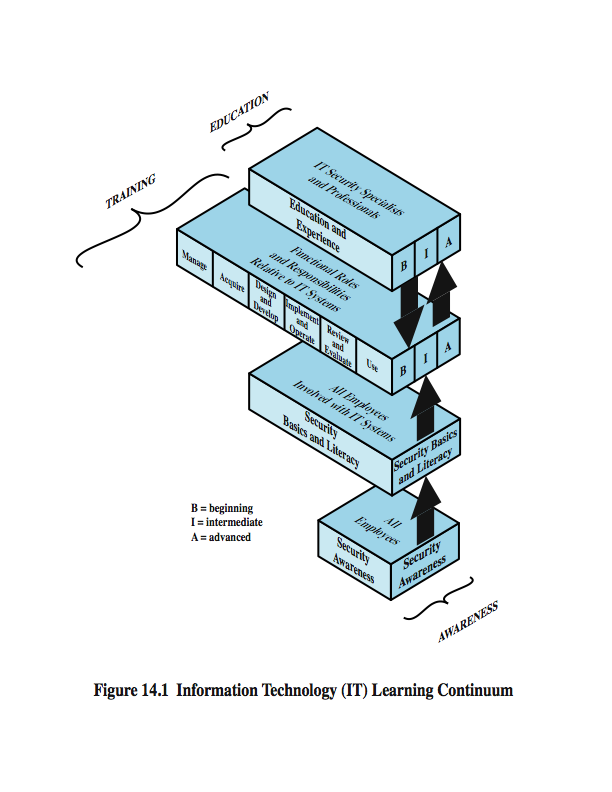 EDUCATION
TRAINING
IT Security Specialists
and Professionals
Education and
Experience
B I A
Functional Roles
and Responsibilities
Relative to IT Systems
Manage
Acquire
Design
and
Develop
Implement
and
Operate
Review
and
Evaluate
Use
B I A
All Employees
Involved with IT Systems
Security
Basics and Literacy
Security Basics
and Literacy
B = beginning
I = intermediate
A = advanced
All
Employees
Security
Awareness
Security
Awareness
AWARENESS
Figure 14.1 Information Technology (IT) Learning Continuum